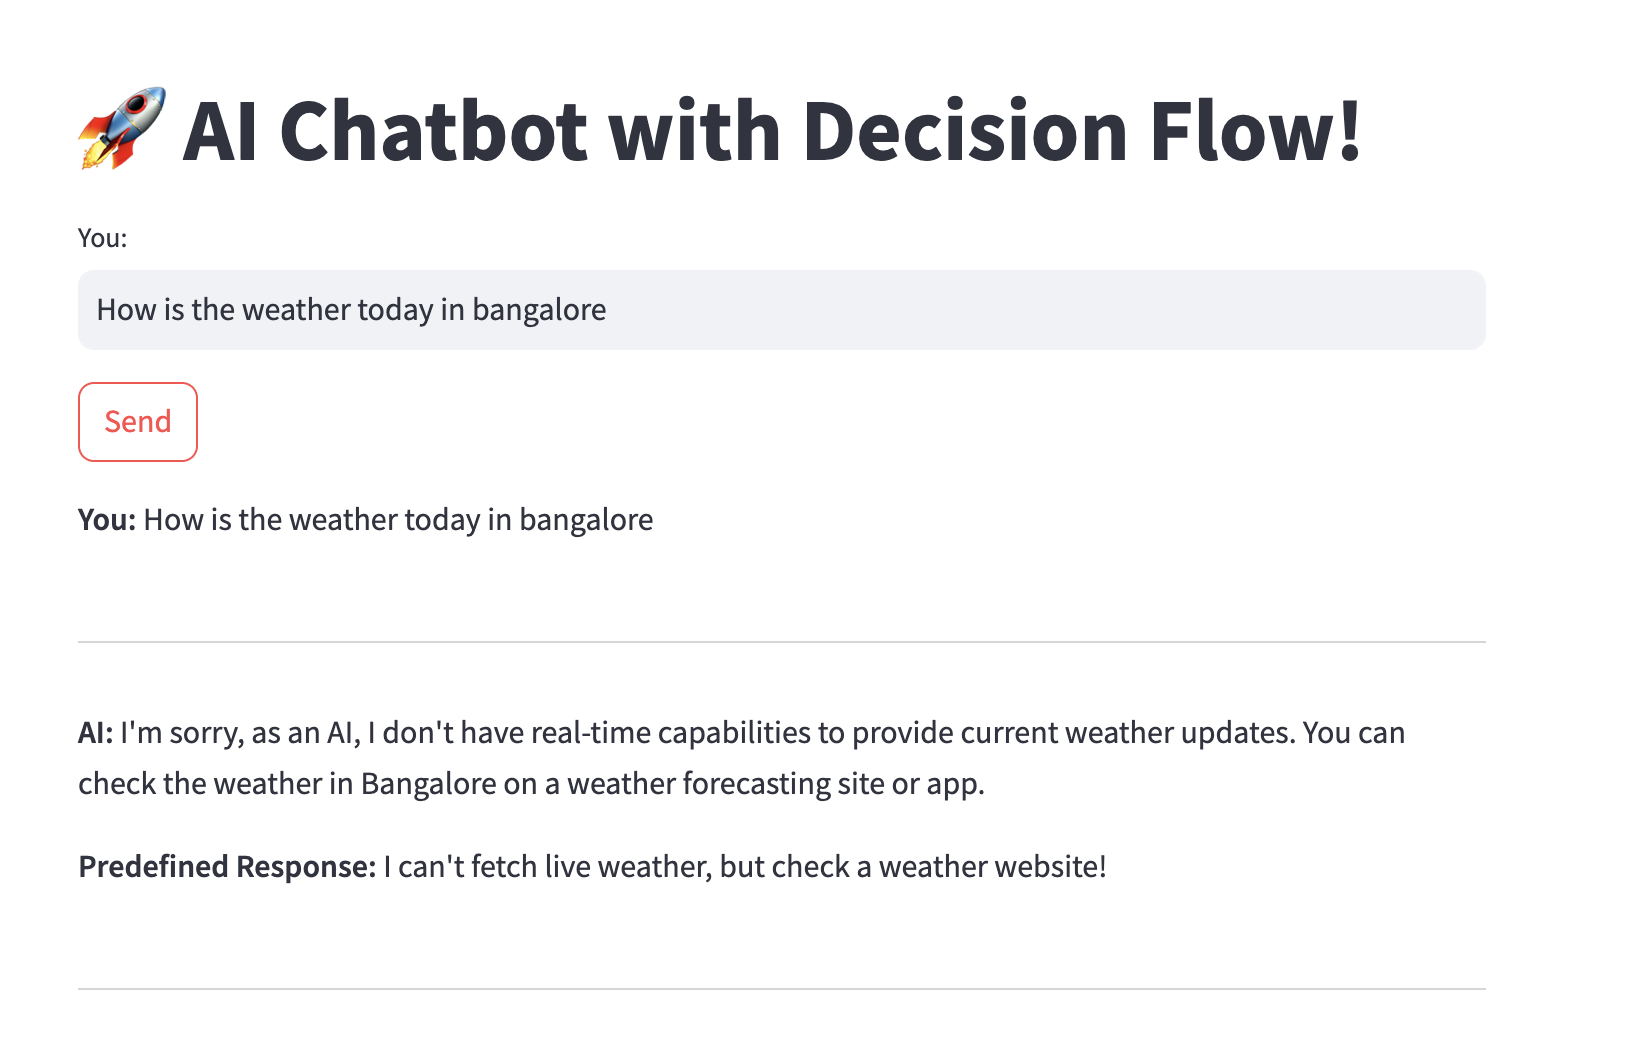 🚀 AI Chatbot with Decision Flow!
You:
How is the weather today in bangalore
Send
You: How is the weather today in bangalore
AI: I'm sorry, as an AI, I don't have real-time capabilities to provide current weather updates. You can
check the weather in Bangalore on a weather forecasting site or app.
Predefined Response: I can't fetch live weather, but check a weather website!